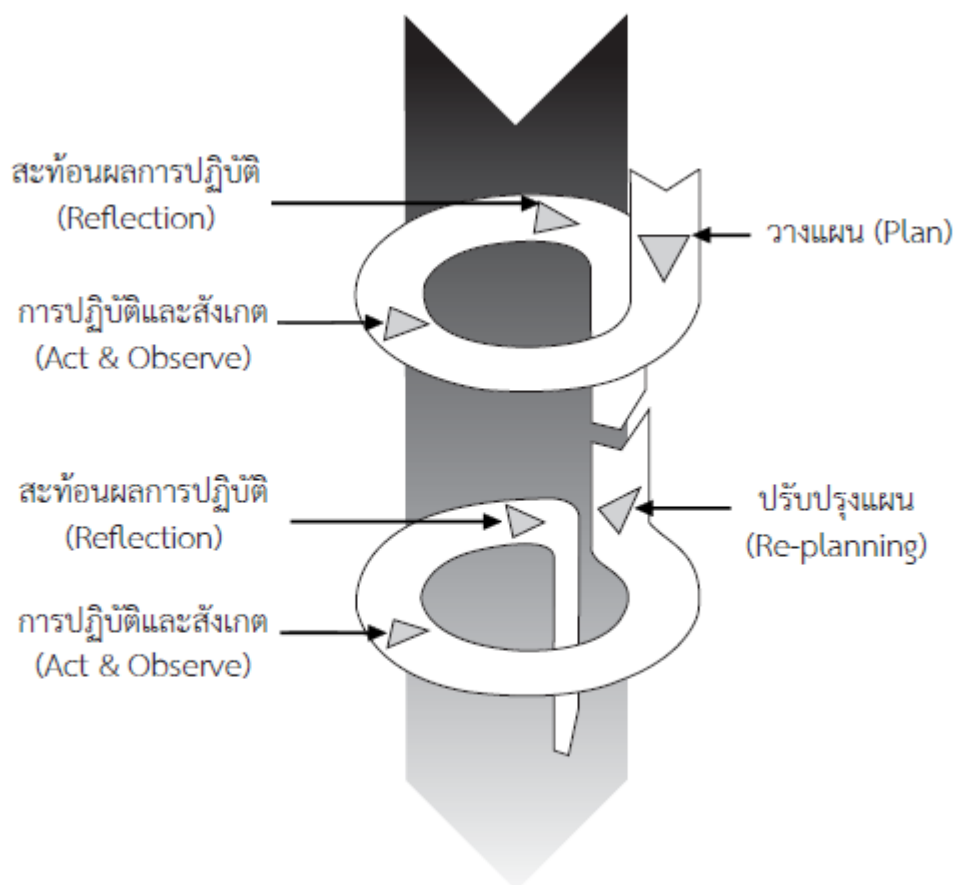 สะท้อนผลการปฏิบัติ
(Reflection)
วางแผน (Plan)
การปฏิบัติและสังเกต
(Act & Observe)
สะท้อนผลการปฏิบัติ
(Reflection)
ปรับปรุงแผน
(Re-planning)
การปฏิบัติและสังเกต
(Act & Observe)